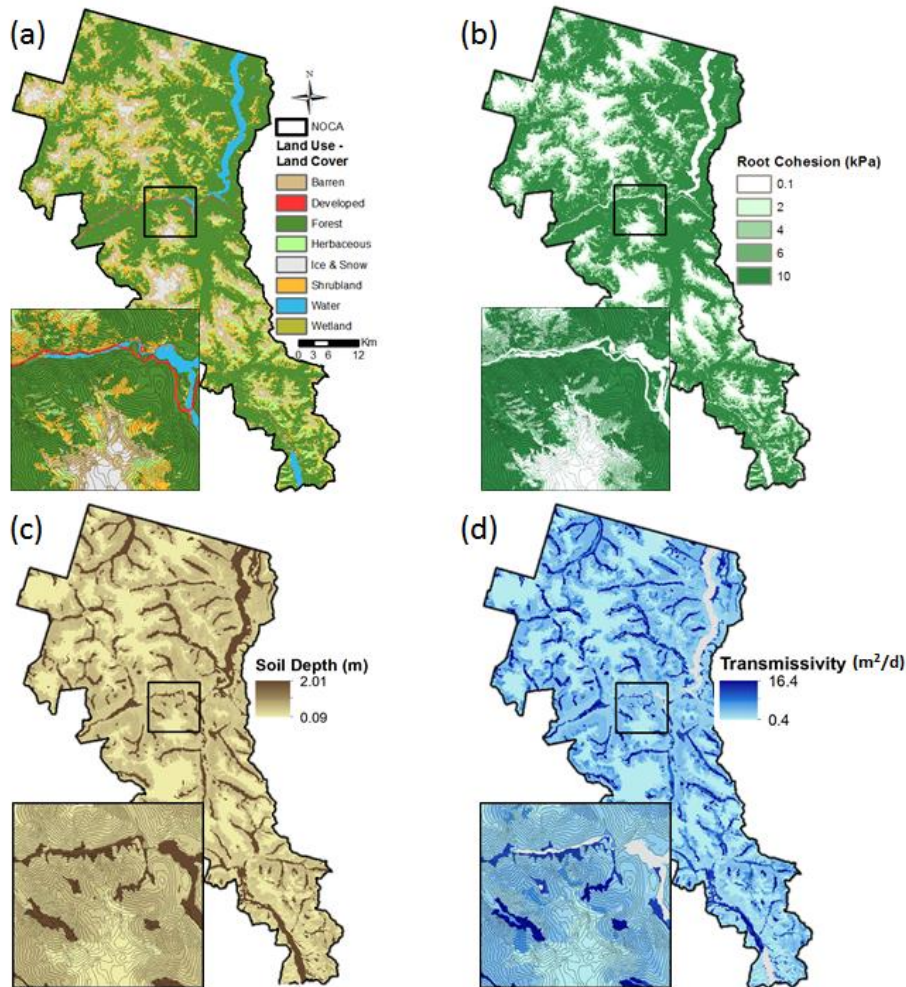 (a)
N
NOCA
Land Use -
Land Cover
Barren
Developed
Forest
Herbaceous
Ice & Snow
Shrubland
Water
Wetland
Km
0 3 6 12
(b)
Root Cohesion (kPa)
0.1
2
4
6
10
(c)
Soil Depth (m)
2.01
0.09
(d)
Transmissivity (m²/d)
16.4
0.4